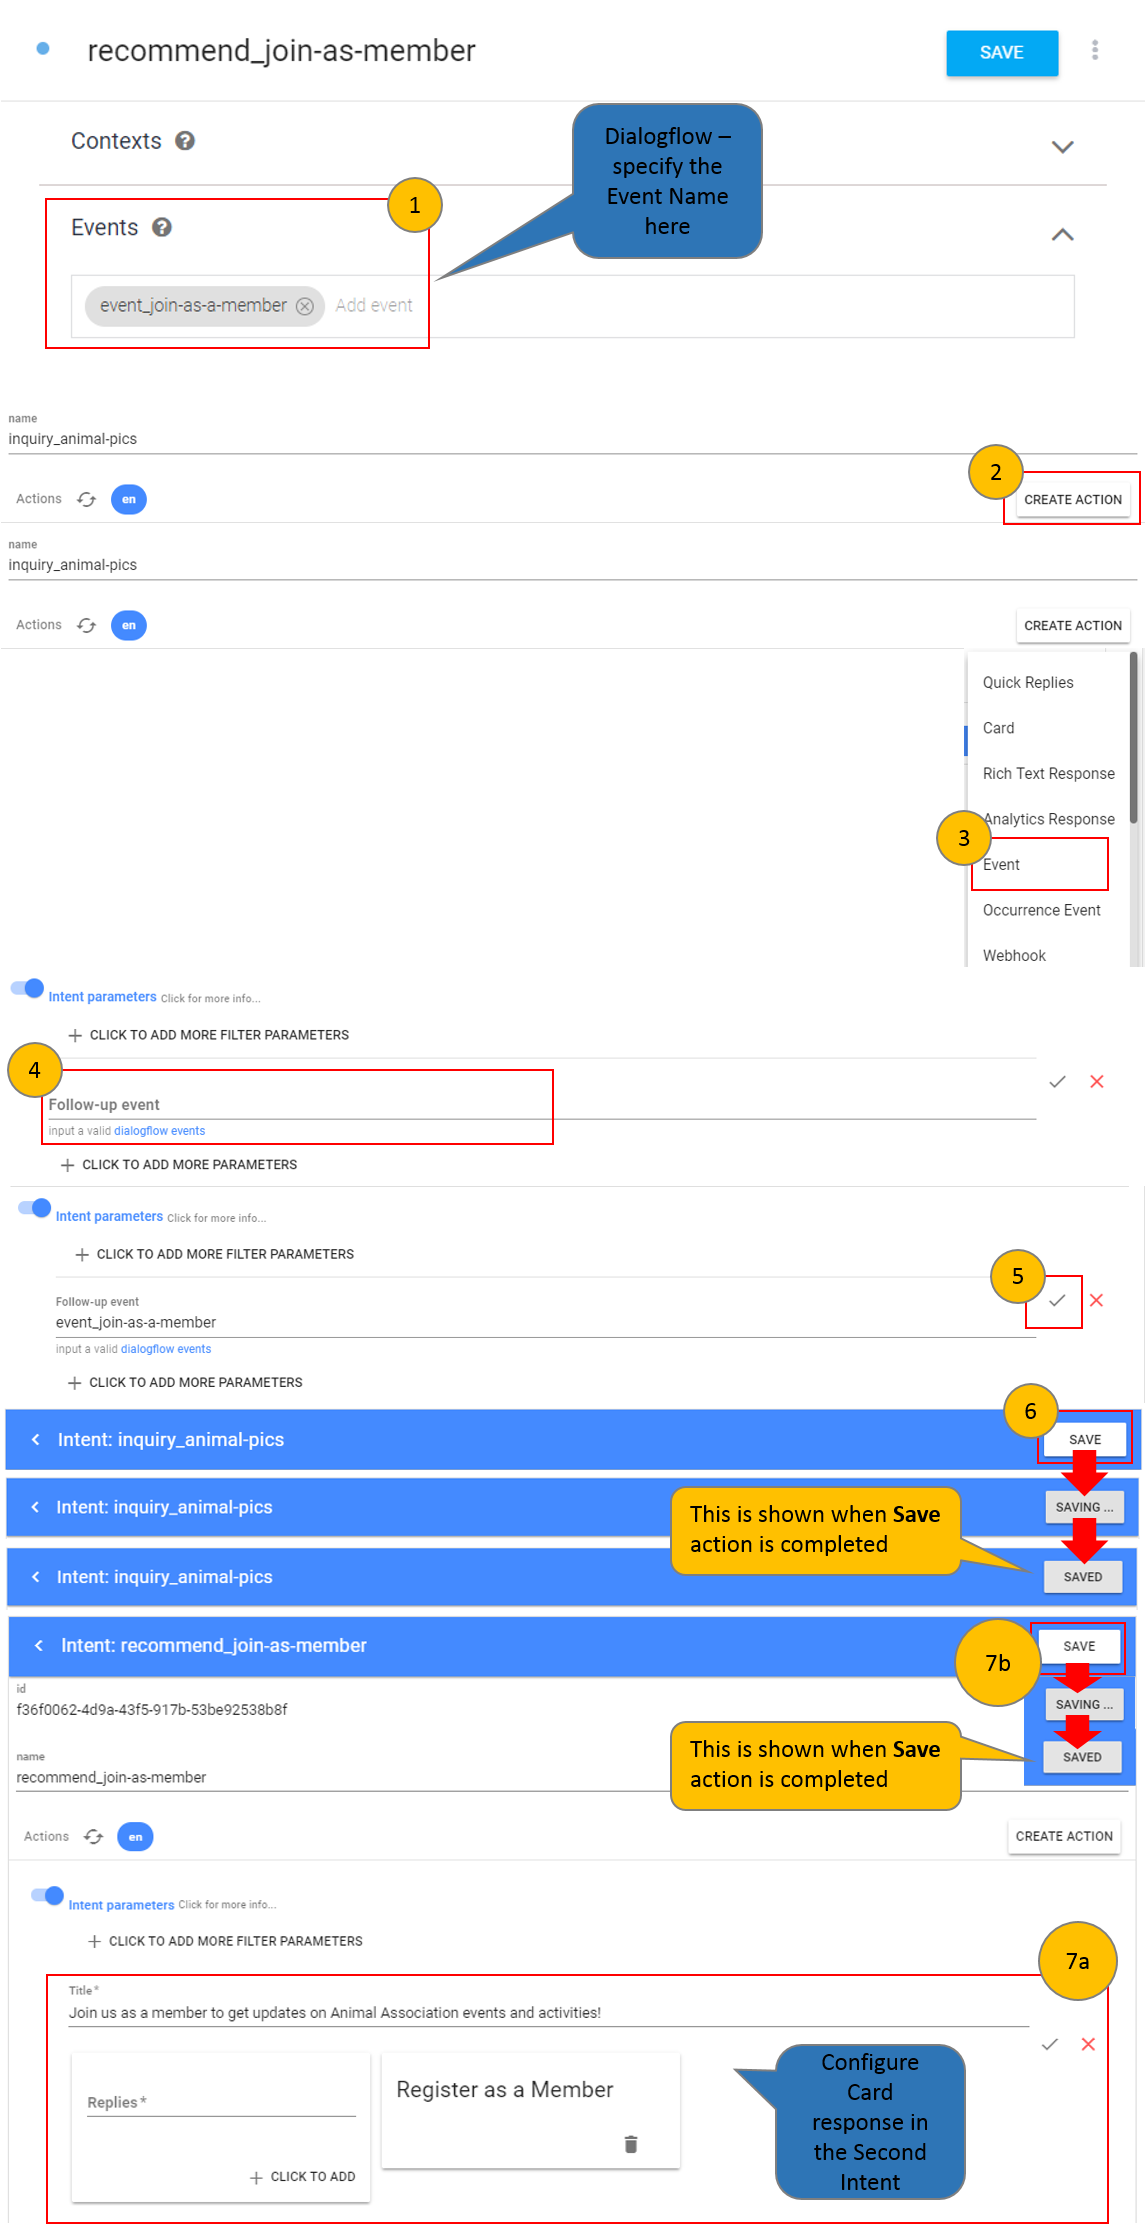 recommend_join-as-member
SAVE
Contexts ?
Dialogflow –
specify the
Event Name
here
1
Events ?
event_join-as-a-member
Add event
name
inquiry_animal-pics
2
Actions
en
CREATE ACTION
name
inquiry_animal-pics
Actions
en
CREATE ACTION
Quick Replies
Card
Rich Text Response
Analytics Response
3
Event
Occurrence Event
Webhook
Intent parameters Click for more info...
+ CLICK TO ADD MORE FILTER PARAMETERS
4
Follow-up event
input a valid dialogflow events
+ CLICK TO ADD MORE PARAMETERS
Intent parameters Click for more info...
+ CLICK TO ADD MORE FILTER PARAMETERS
5
Follow-up event
event_join-as-a-member
input a valid dialogflow events
+ CLICK TO ADD MORE PARAMETERS
6
< Intent: inquiry_animal-pics
SAVE
< Intent: inquiry_animal-pics
SAVING ...
This is shown when Save
action is completed
< Intent: inquiry_animal-pics
SAVED
< Intent: recommend_join-as-member
7b
SAVE
id
f36f0062-4d9a-43f5-917b-53be92538b8f
SAVING ...
This is shown when Save
action is completed
SAVED
name
recommend_join-as-member
Actions
en
CREATE ACTION
Intent parameters Click for more info...
+ CLICK TO ADD MORE FILTER PARAMETERS
7a
Title *
Join us as a member to get updates on Animal Association events and activities!
Replies *
+ CLICK TO ADD
Register as a Member
Configure
Card
response in
the Second
Intent